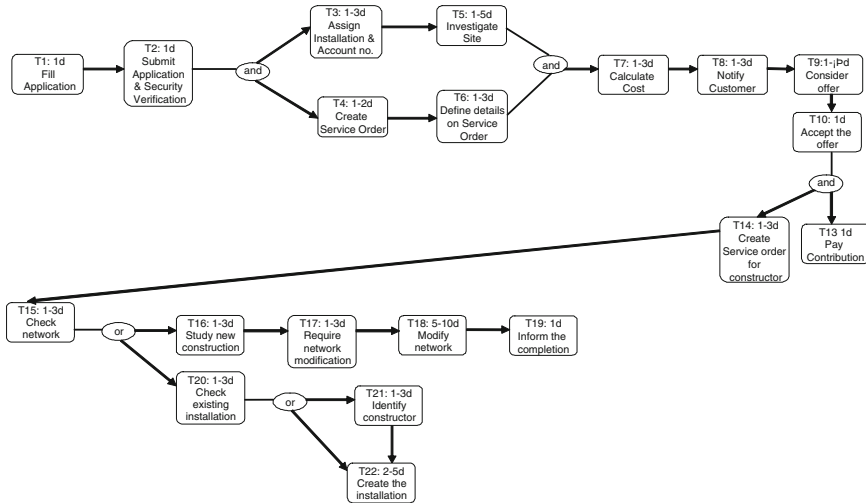 T1: 1d
Fill
Application
T2: 1d
Submit
Application
& Security
Verification
and
T3: 1-3d
Assign
Installation &
Account no.
T4: 1-2d
Create
Service Order
T5: 1-5d
Investigate
Site
T6: 1-3d
Define details
on Service
Order
and
T7: 1-3d
Calculate
Cost
T8: 1-3d
Notify
Customer
T9:1-¡Pd
Consider
offer
T10: 1d
Accept the
offer
and
T14: 1-3d
Create
Service order
for
constructor
T13 1d
Pay
Contribution
T15: 1-3d
Check
network
or
T16: 1-3d
Study new
construction
T17: 1-3d
Require
network
modification
T18: 5-10d
Modify
network
T19: 1d
Inform the
completion
T20: 1-3d
Check
existing
installation
or
T21: 1-3d
Identify
constructor
T22: 2-5d
Create the
installation